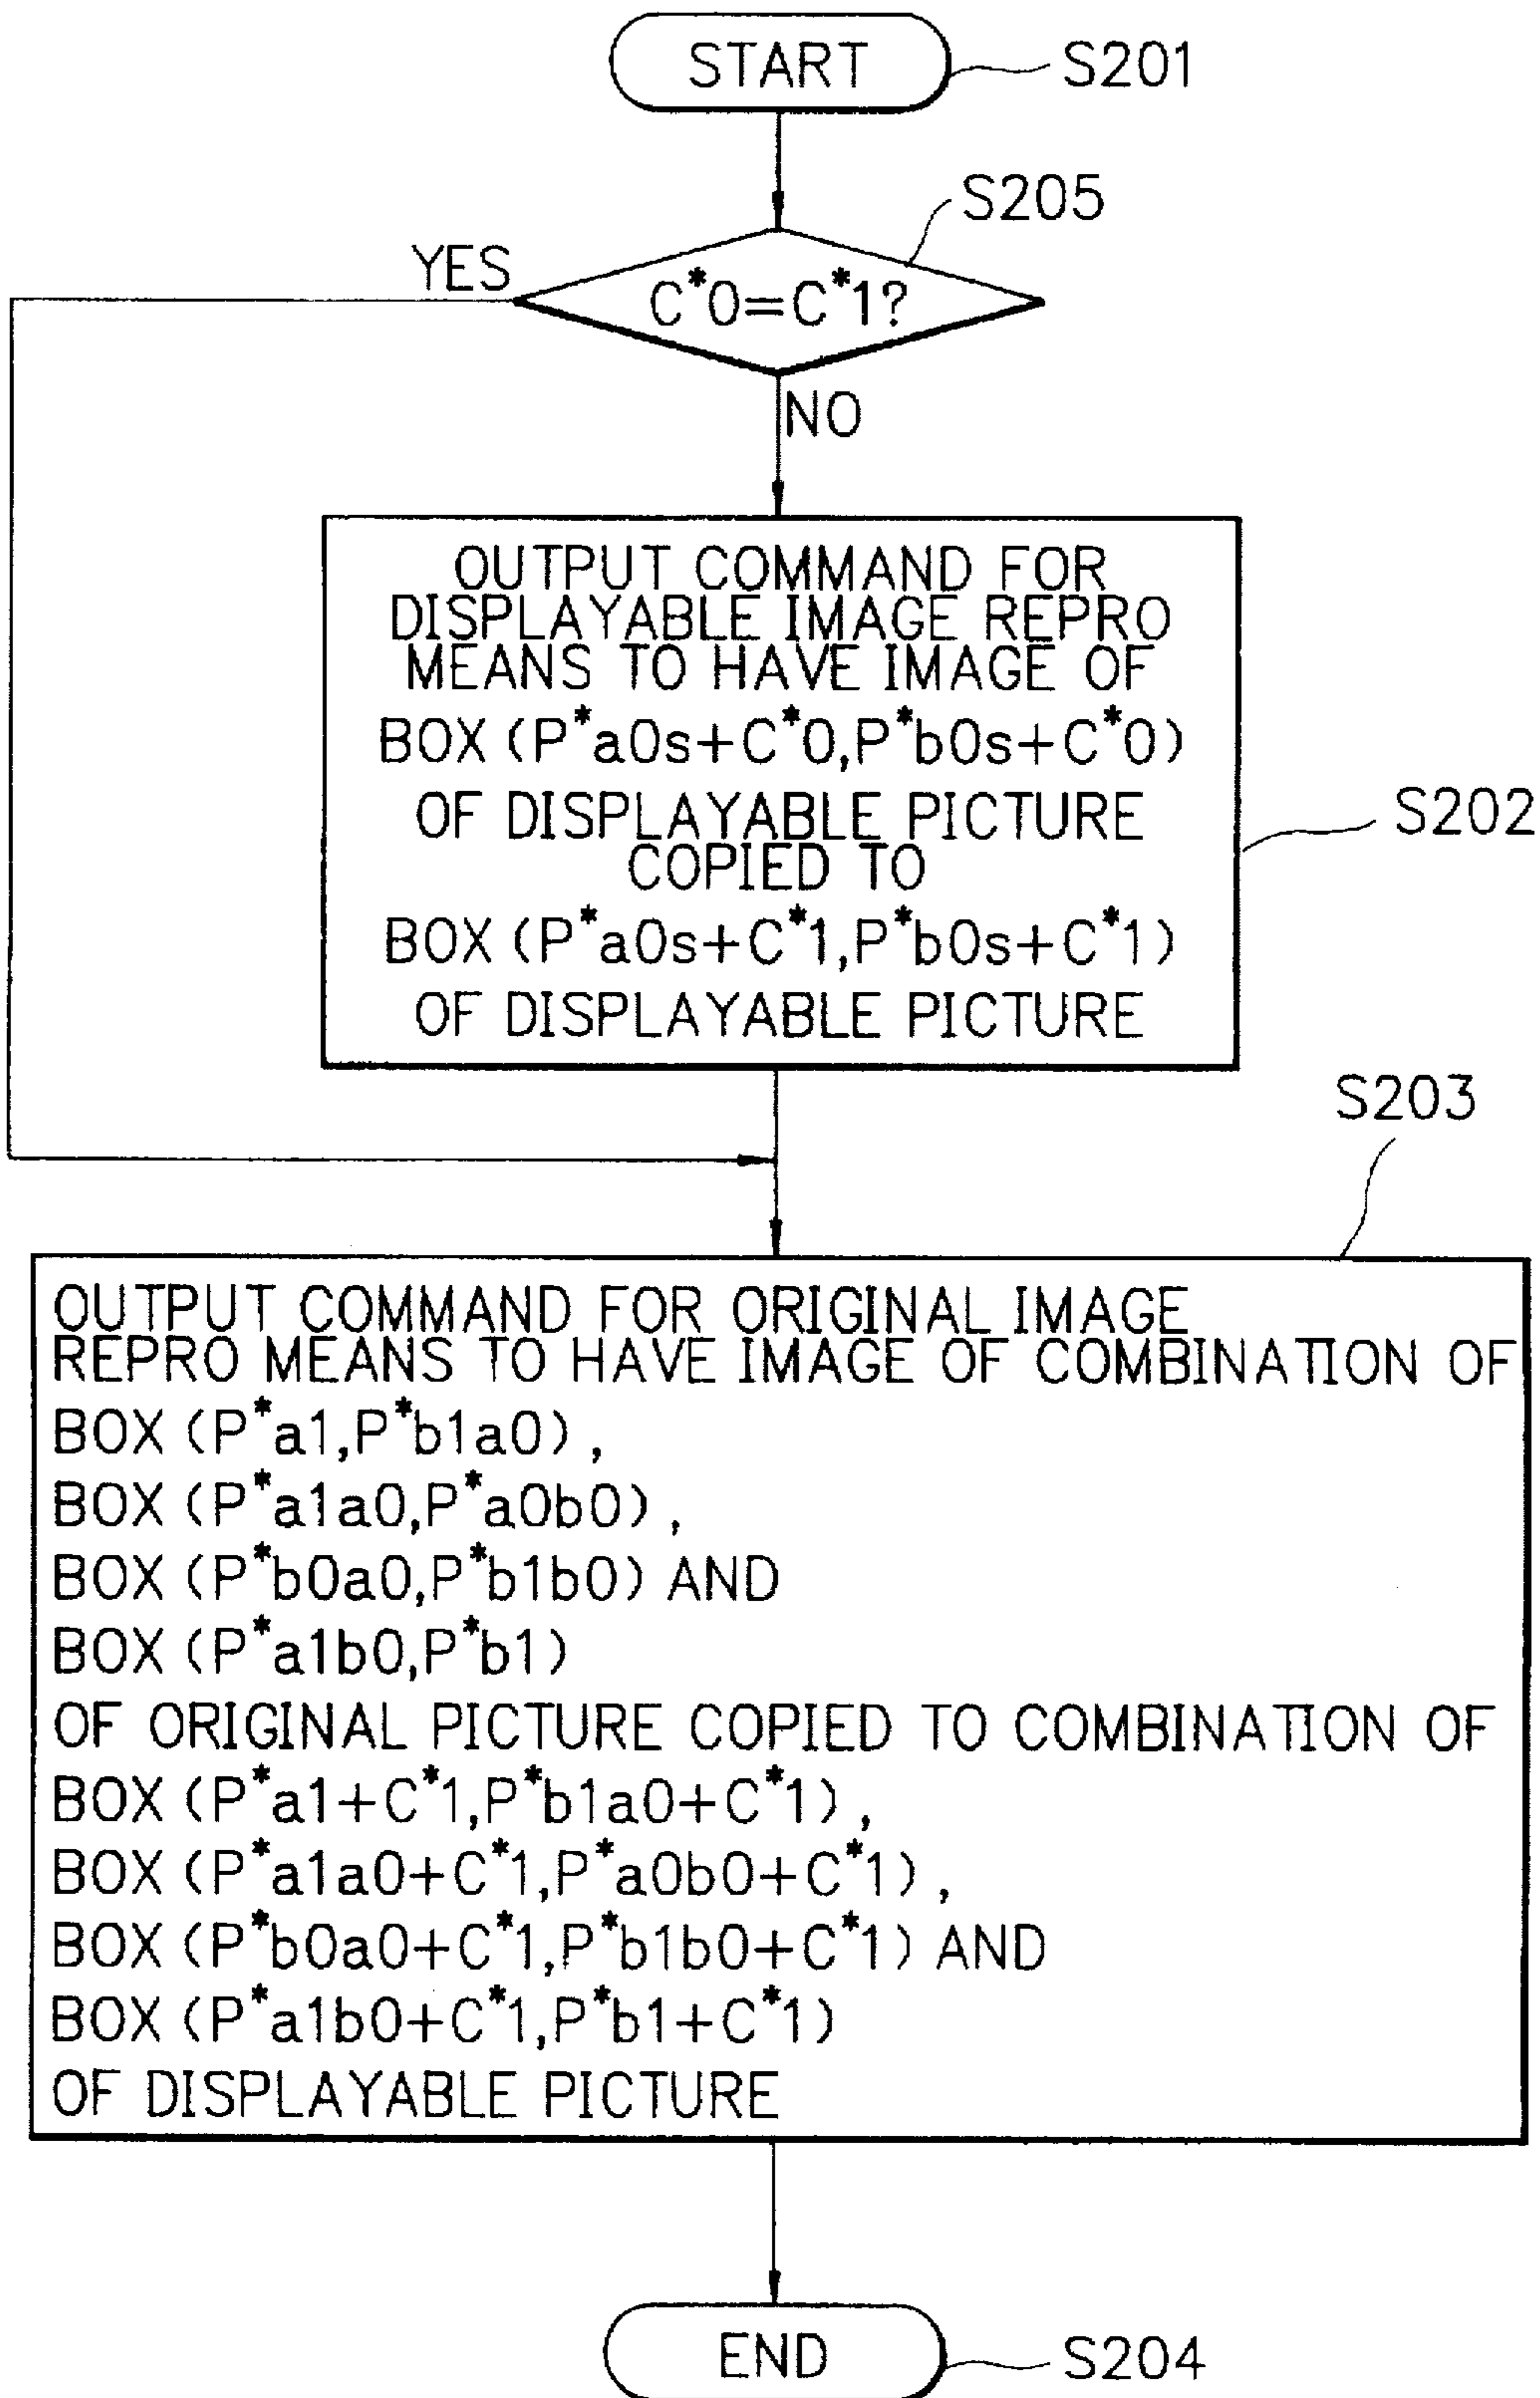 START
S201
S205
YES
C*0=C*1?
NO
OUTPUT COMMAND FOR
DISPLAYABLE IMAGE REPRO
MEANS TO HAVE IMAGE OF
BOX (P*a0s+C*0,P*b0s+C*0)
OF DISPLAYABLE PICTURE
COPIED TO
BOX (P*a0s+C*1,P*b0s+C*1)
OF DISPLAYABLE PICTURE
S202
S203
OUTPUT COMMAND FOR ORIGINAL IMAGE
REPRO MEANS TO HAVE IMAGE OF COMBINATION OF
BOX (P*a1,P*b1a0),
BOX (P*a1a0,P*a0b0),
BOX (P*b0a0,P*b1b0) AND
BOX (P*a1b0,P*b1)
OF ORIGINAL PICTURE COPIED TO COMBINATION OF
BOX (P*a1+C*1,P*b1a0+C*1),
BOX (P*a1a0+C*1,P*a0b0+C*1),
BOX (P*b0a0+C*1,P*b1b0+C*1) AND
BOX (P*a1b0+C*1,P*b1+C*1)
OF DISPLAYABLE PICTURE
END
S204